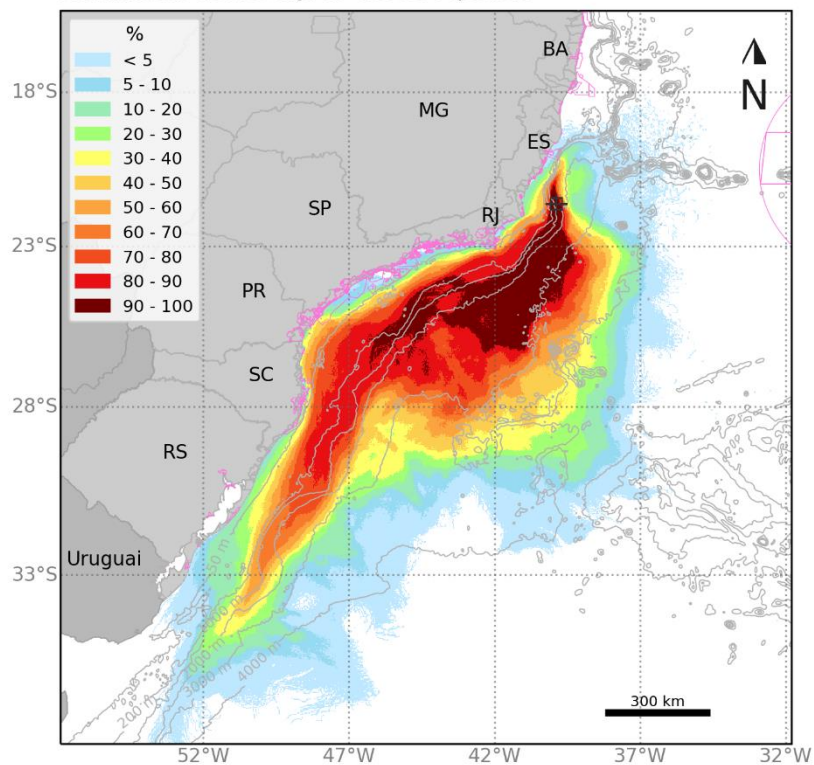 %
< 5
5 - 10
10 - 20
20 - 30
30 - 40
40 - 50
50 - 60
60 - 70
70 - 80
80 - 90
90 - 100
BA
N
18°S
MG
ES
SP
RJ
23°S
PR
SC
28°S
RS
Uruguai
50 m
33°S
1000 m
200 m
3000 m
4000 m
300 km
52°W
47°W
42°W
37°W
32°W